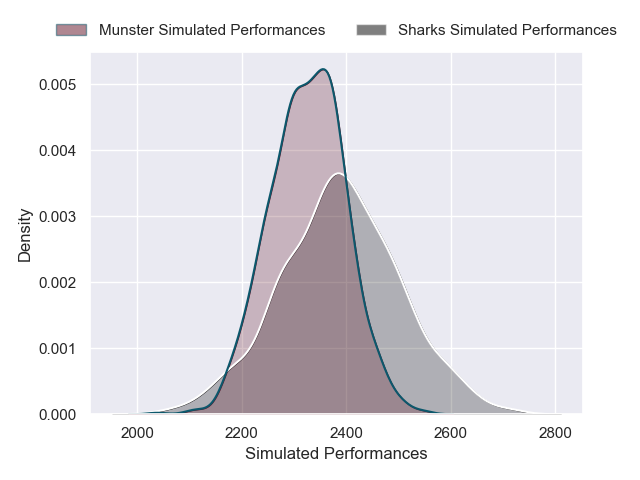 Munster Simulated Performances
Sharks Simulated Performances
0.005
0.004
0.003
0.002
0.001
0.000
Density
2000
2200
2400
2600
2800
Simulated Performances